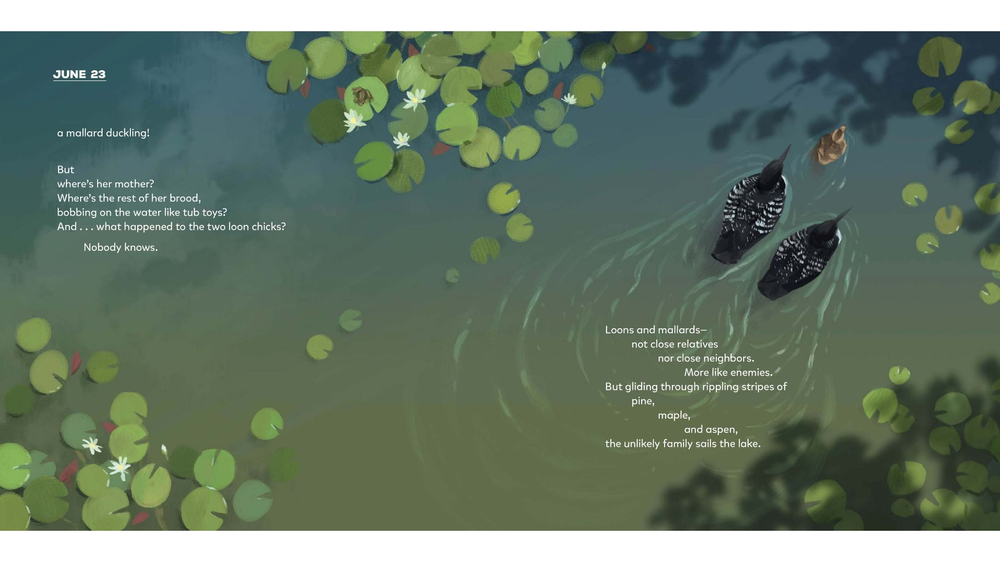 JUNE 23
a mallard duckling!
But
where’s her mother?
Where’s the rest of her brood,
bobbing on the water like tub toys?
And . . . what happened to the two loon chicks?
Nobody knows.
Loons and mallards—
not close relatives
nor close neighbors.
More like enemies.
But gliding through rippling stripes of
pine,
maple,
and aspen,
the unlikely family sails the lake.